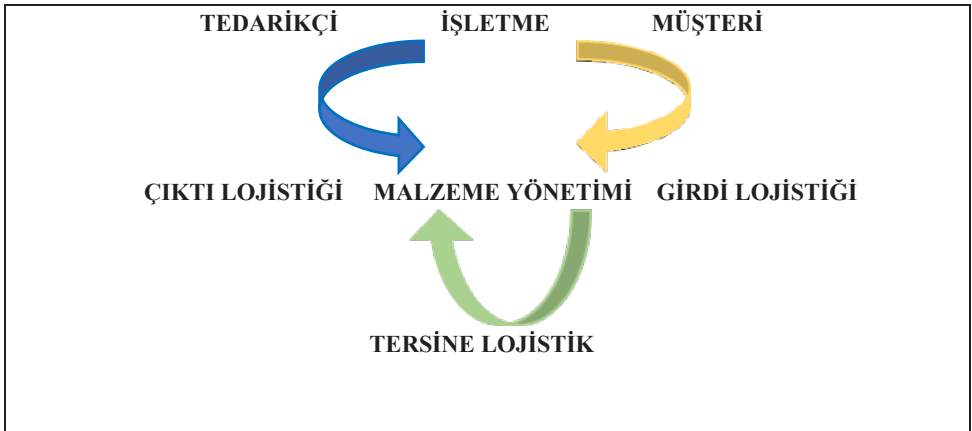 TEDARİKÇİ İŞLETME MÜŞTERİ
ÇIKTI LOJİSTİĞİ MALZEME YÖNETİMİ GİRDİ LOJİSTİĞİ
TERSİNE LOJİSTİK